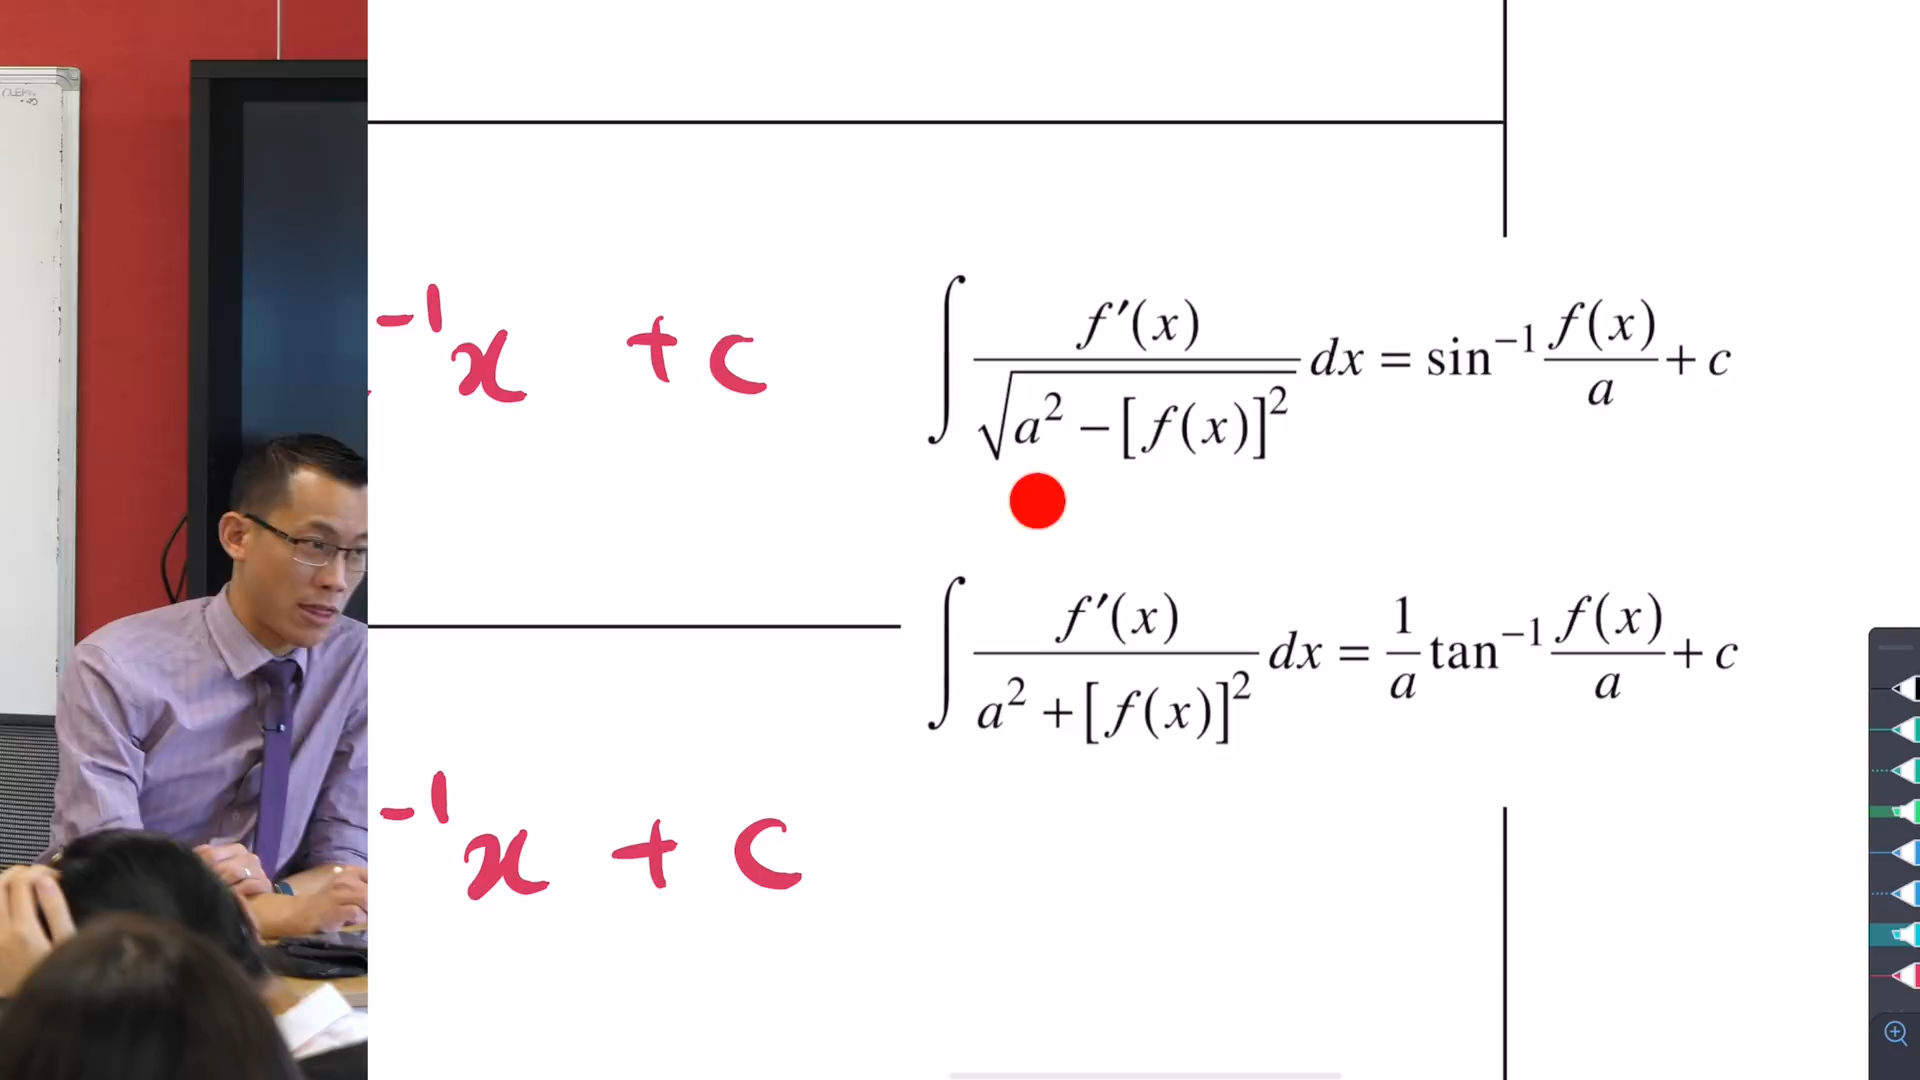 ⁻¹x + c
∫ f′(x) / √(a² − [f(x)]²) dx = sin⁻¹ f(x)/a + c
∫ f′(x) / (a² + [f(x)]²) dx = 1/a tan⁻¹ f(x)/a + c
⁻¹x + c